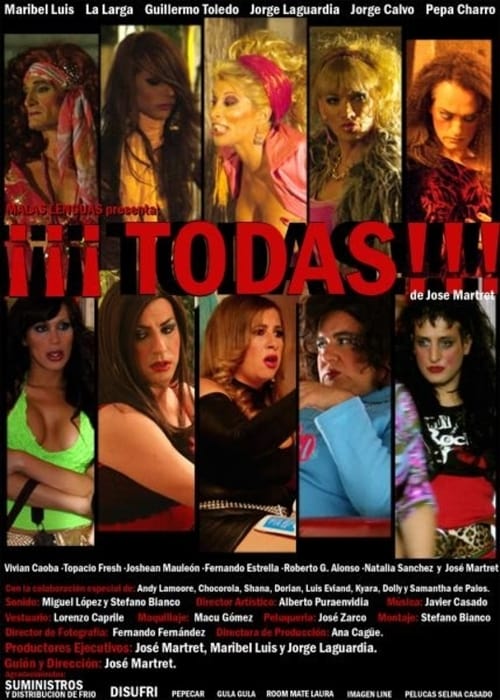 Maribel Luis La Larga Guillermo Toledo Jorge Laguardia Jorge Calvo Pepa Charro
MALAS LENGUAS presenta:
¡¡¡ TODAS!!!
de Jose Martret
Vivian Caoba -Topacio Fresh -Joshean Mauleón -Fernando Estrella -Roberto G. Alonso -Natalia Sanchez y José Martret
Con la colaboración especial de: Andy Lamoore, Chocorola, Shana, Dorian, Luis Eviand, Kyara, Dolly y Samantha de Palos.
Sonido: Miguel López y Stefano Bianco Director Artístico: Alberto Puraenvidia Música: Javier Casado
Vestuario: Lorenzo Caprile Maquillaje: Macu Gómez Peluquería: José Zarco Montaje: Stefano Bianco
Director de Fotografía: Fernando Fernández Directora de Producción: Ana Cagüe.
Productores Ejecutivos: José Martret, Maribel Luis y Jorge Laguardia.
Guión y Dirección: José Martret.
Agradecimientos:
SUMINISTROS
Y DISTRIBUCION DE FRIO DISUFRI PEPECAR GULA GULA ROOM MATE LAURA IMAGEN LINE PELUCAS SELINA CASAJO